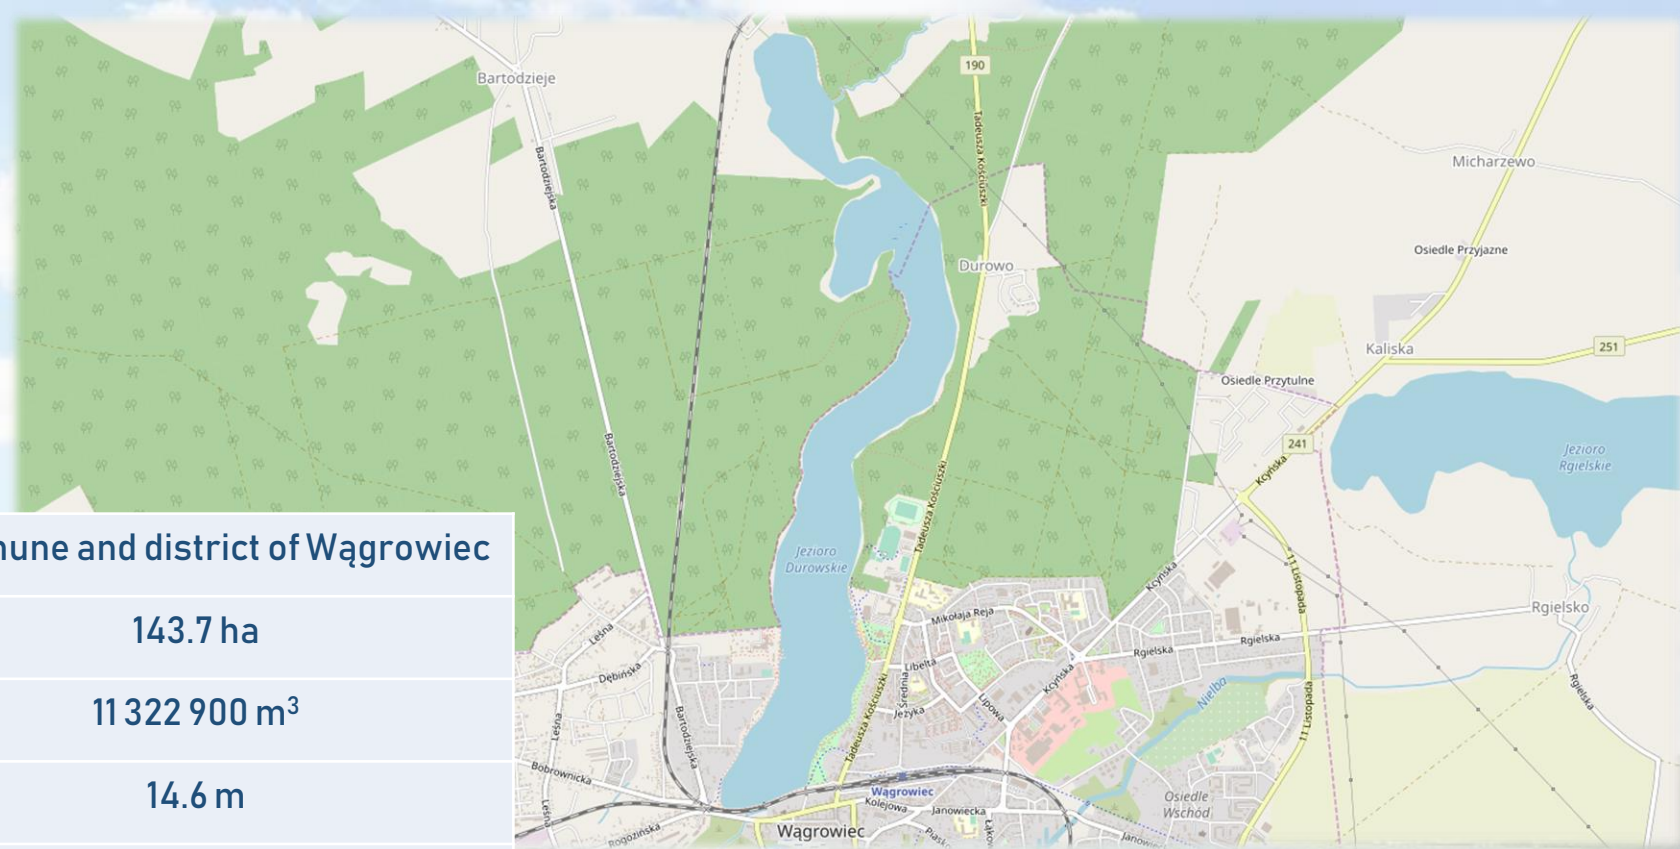 Bartodzieje
190
Tadeusza Kościuszki
Bartodziejska
Micharzewo
Osiedle Przyjazne
Durowo
Kaliska
251
Osiedle Przytulne
241
Kcyńska
Jezioro
Rgielskie
Bartodziejska
Tadeusza Kościuszki
Jezioro
Durowskie
11 Listopada
Kcyńska
Rgielsko
Mikołaja Reja
Leśna
Rgielska
Rgielska
Libelta
Dębińska
Kcyńska
Średnia
Lipowa
Nielba
Rgielska
Jeżyka
Leśna
Bartodziejska
Tadeusza Kościuszki
11 Listopada
Bobrownicka
Wągrowiec
Osiedle
Wschód
Kolejowa
Janowiecka
Leśna
Rogozińska
Wągrowiec
nune and district of Wągrowiec
143.7 ha
11 322 900 m³
14.6 m